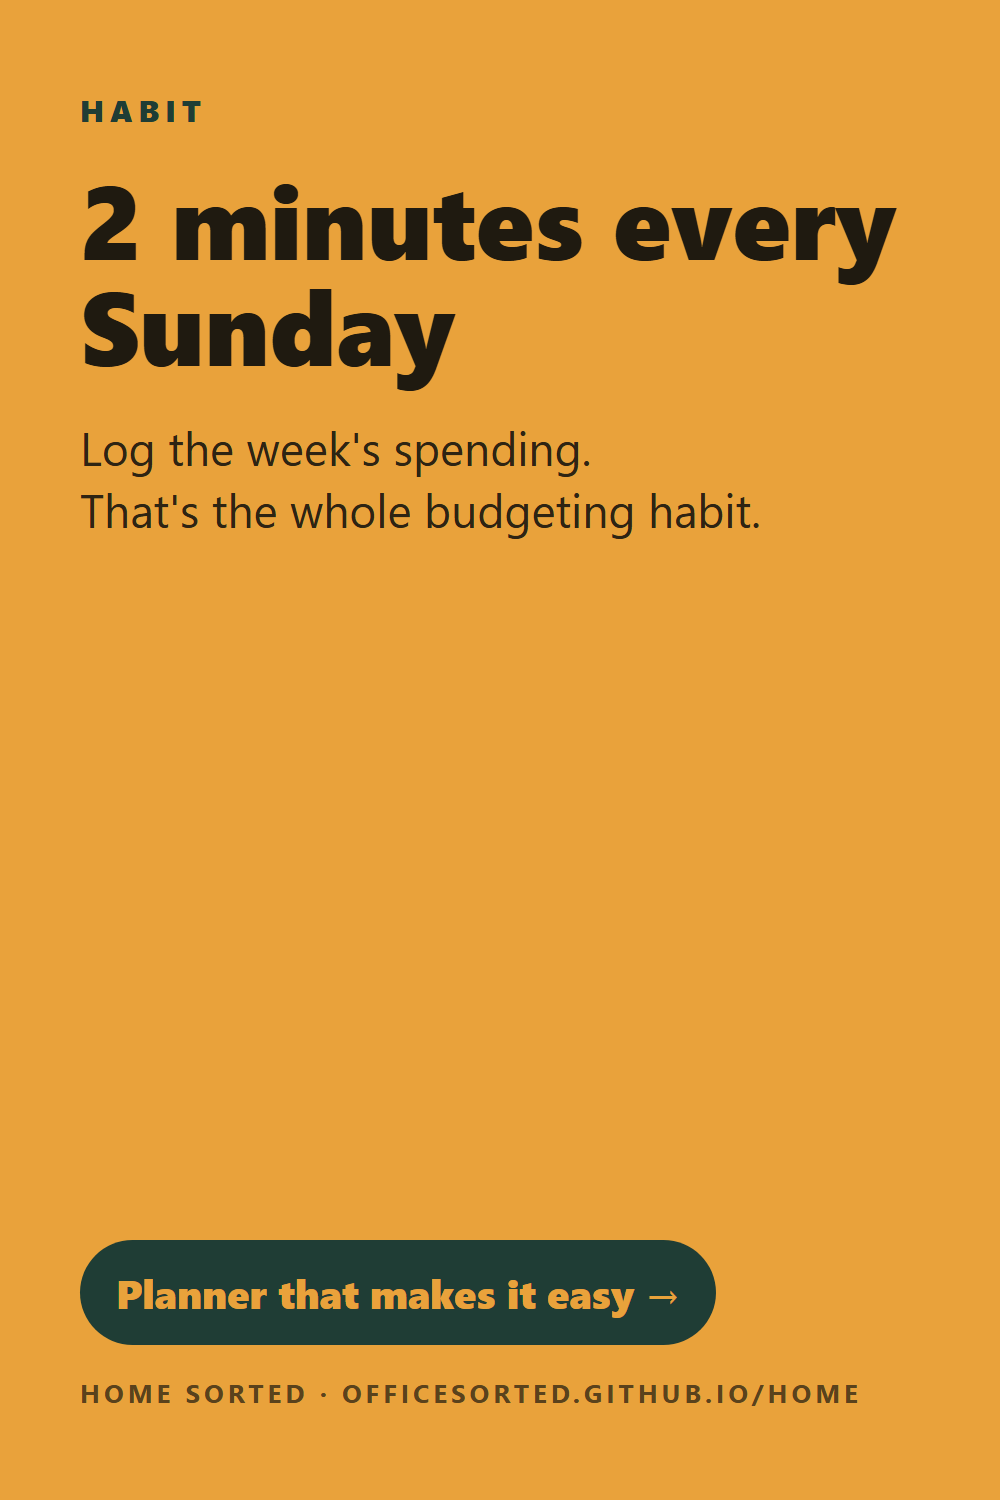 HABIT
2 minutes every
Sunday
Log the week's spending.
That's the whole budgeting habit.
Planner that makes it easy →
HOME SORTED · OFFICESORTED.GITHUB.IO/HOME